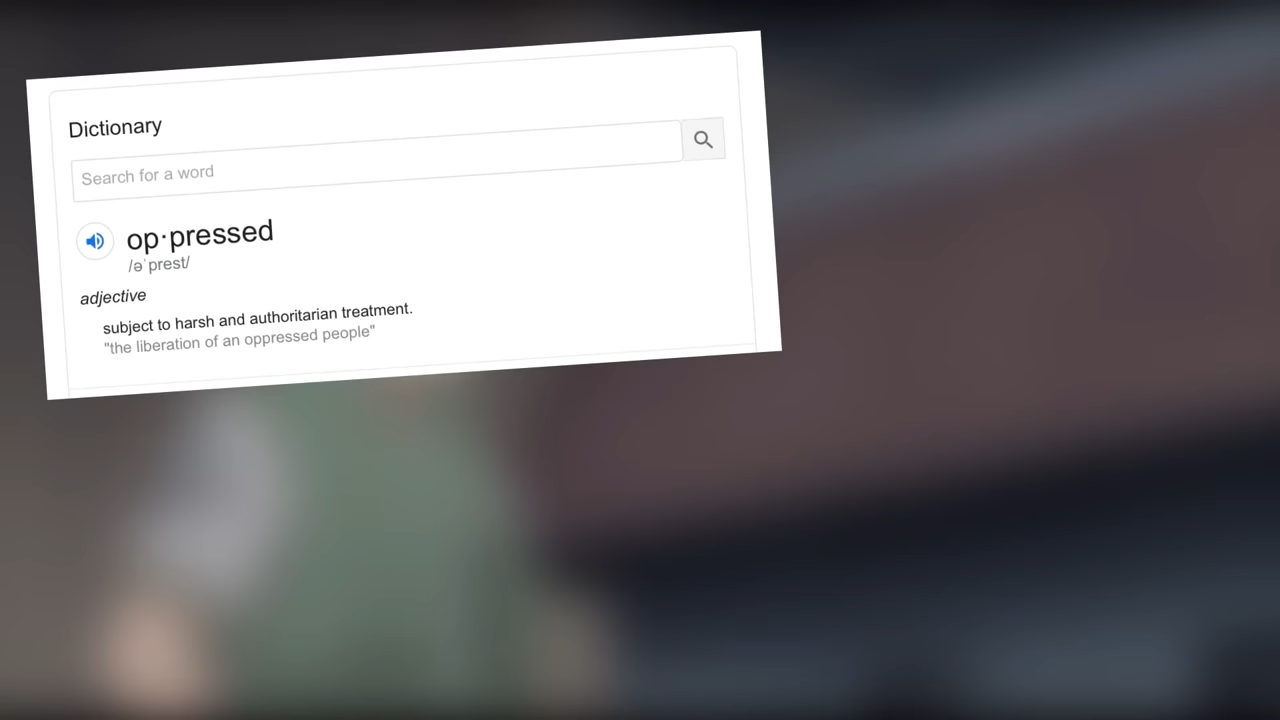 Dictionary
Search for a word
op·pressed
/əˈprest/
adjective
subject to harsh and authoritarian treatment.
"the liberation of an oppressed people"